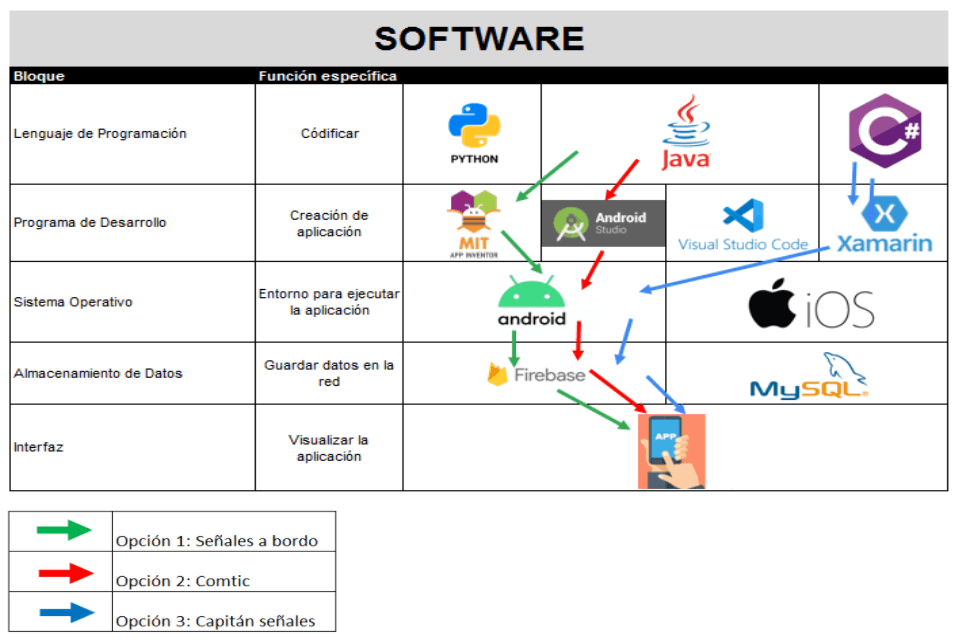 SOFTWARE
Bloque Función específica
Lenguaje de Programación Códificar PYTHON Java C#
Programa de Desarrollo Creación de
aplicación MIT
APP INVENTOR Android
Studio Visual Studio Code Xamarin
Sistema Operativo Entorno para ejecutar
la aplicación android iOS
Almacenamiento de Datos Guardar datos en la
red Firebase MySQL®
Interfaz Visualizar la
aplicación APP
Opción 1: Señales a bordo
Opción 2: Comtic
Opción 3: Capitán señales